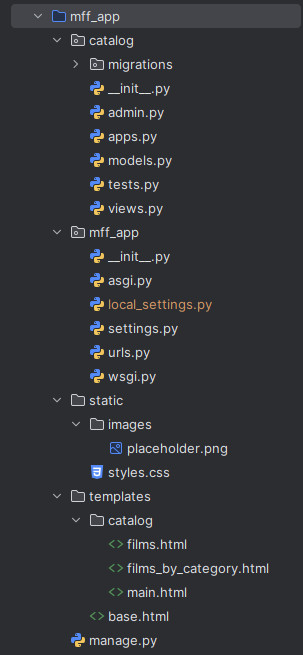 mff_app
catalog
migrations
__init__.py
admin.py
apps.py
models.py
tests.py
views.py
mff_app
__init__.py
asgi.py
local_settings.py
settings.py
urls.py
wsgi.py
static
images
placeholder.png
styles.css
templates
catalog
films.html
films_by_category.html
main.html
base.html
manage.py